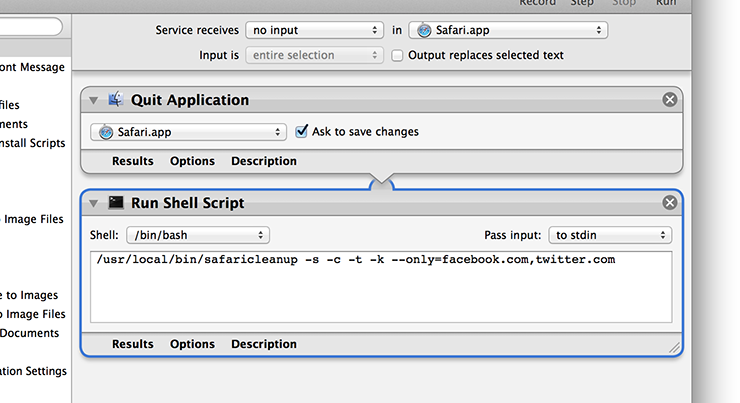 Record Step Stop Run
Service receives no input in Safari.app
Input is entire selection Output replaces selected text
ont Message
files
ments
nstall Scripts
to Image Files
e to Images
o Image Files
Documents
ation Settings
Quit Application
Safari.app Ask to save changes
Results Options Description
Run Shell Script
Shell: /bin/bash Pass input: to stdin
/usr/local/bin/safaricleanup -s -c -t -k --only=facebook.com,twitter.com
Results Options Description